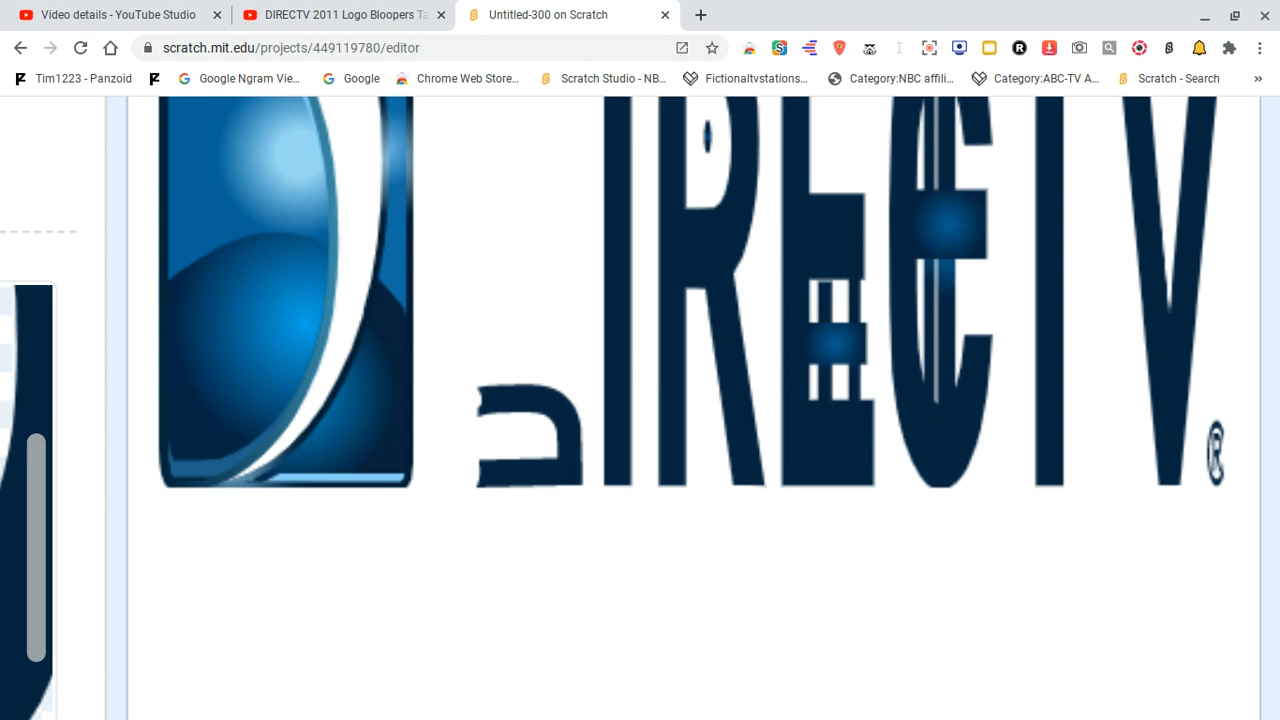 Video details - YouTube Studio
DIRECTV 2011 Logo Bloopers Ta
Untitled-300 on Scratch
scratch.mit.edu/projects/449119780/editor
Tim1223 - Panzoid
Google Ngram Vie...
Google
Chrome Web Store...
Scratch Studio - NB...
Fictionaltvstations...
Category:NBC affili...
Category:ABC-TV A...
Scratch - Search
»
IRECTV®